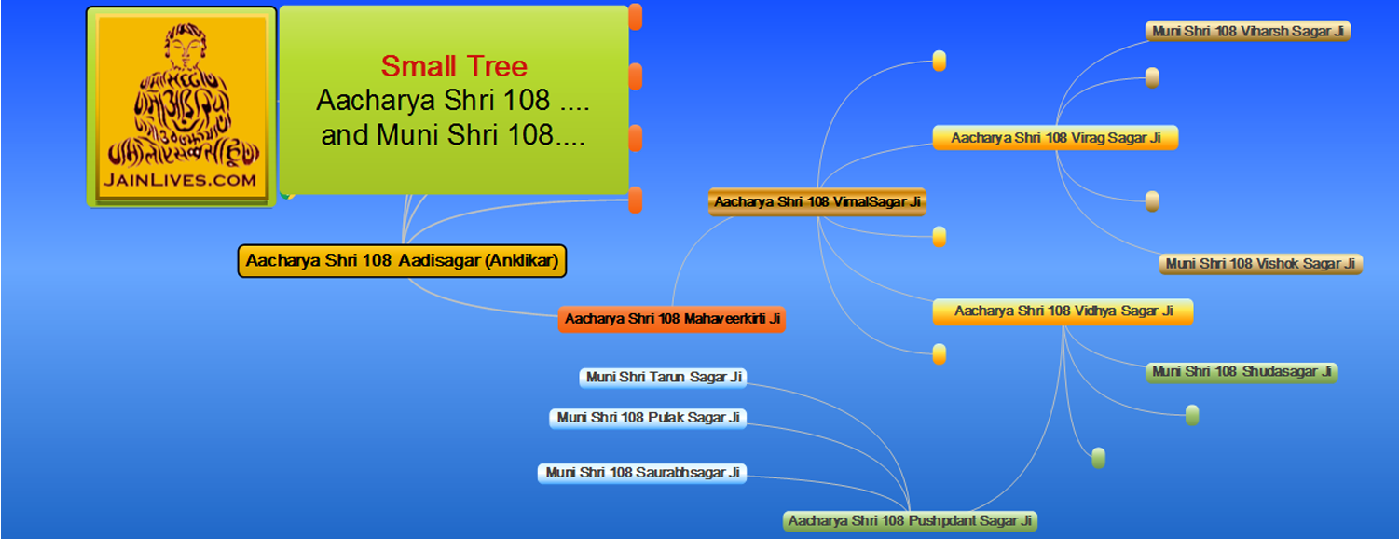 JAINLIVES.COM
Small Tree
Aacharya Shri 108 ....
and Muni Shri 108....
Aacharya Shri 108 Aadisagar (Anklikar)
Aacharya Shri 108 Mahaveerkirti Ji
Aacharya Shri 108 VimalSagar Ji
Aacharya Shri 108 Virag Sagar Ji
Muni Shri 108 Viharsh Sagar Ji
Muni Shri 108 Vishok Sagar Ji
Aacharya Shri 108 Vidhya Sagar Ji
Muni Shri 108 Shudasagar Ji
Muni Shri Tarun Sagar Ji
Muni Shri 108 Pulak Sagar Ji
Muni Shri 108 Saurabhsagar Ji
Aacharya Shri 108 Pushpdant Sagar Ji